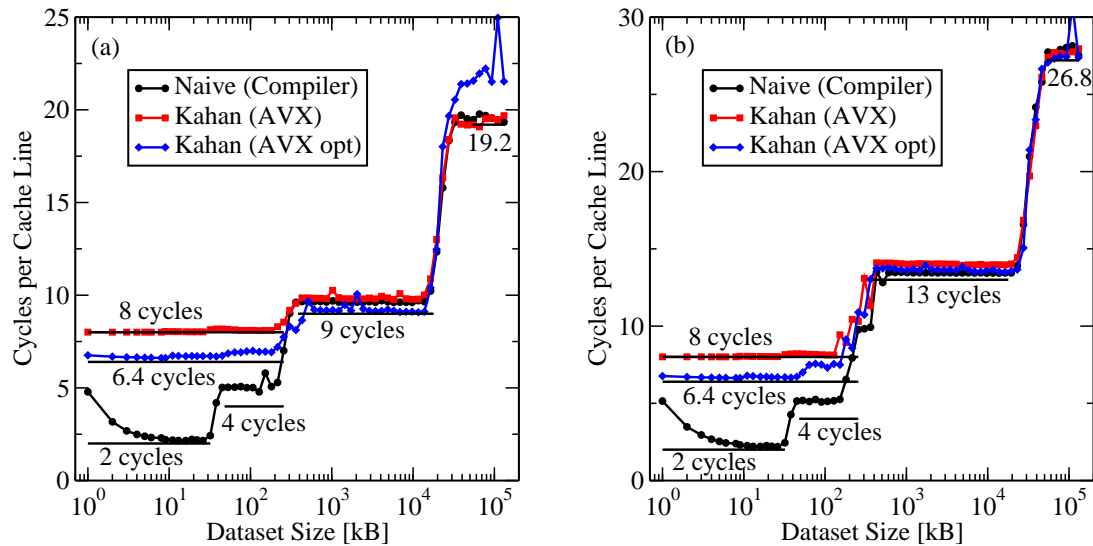 25
20
15
10
5
0
Cycles per Cache Line
(a)
Naive (Compiler)
Kahan (AVX)
Kahan (AVX opt)
19.2
8 cycles
9 cycles
6.4 cycles
4 cycles
2 cycles
10^0 10^1 10^2 10^3 10^4 10^5
Dataset Size [kB]
30
20
10
0
Cycles per Cache Line
(b)
Naive (Compiler)
Kahan (AVX)
Kahan (AVX opt)
26.8
13 cycles
8 cycles
6.4 cycles
4 cycles
2 cycles
10^0 10^1 10^2 10^3 10^4 10^5
Dataset Size [kB]